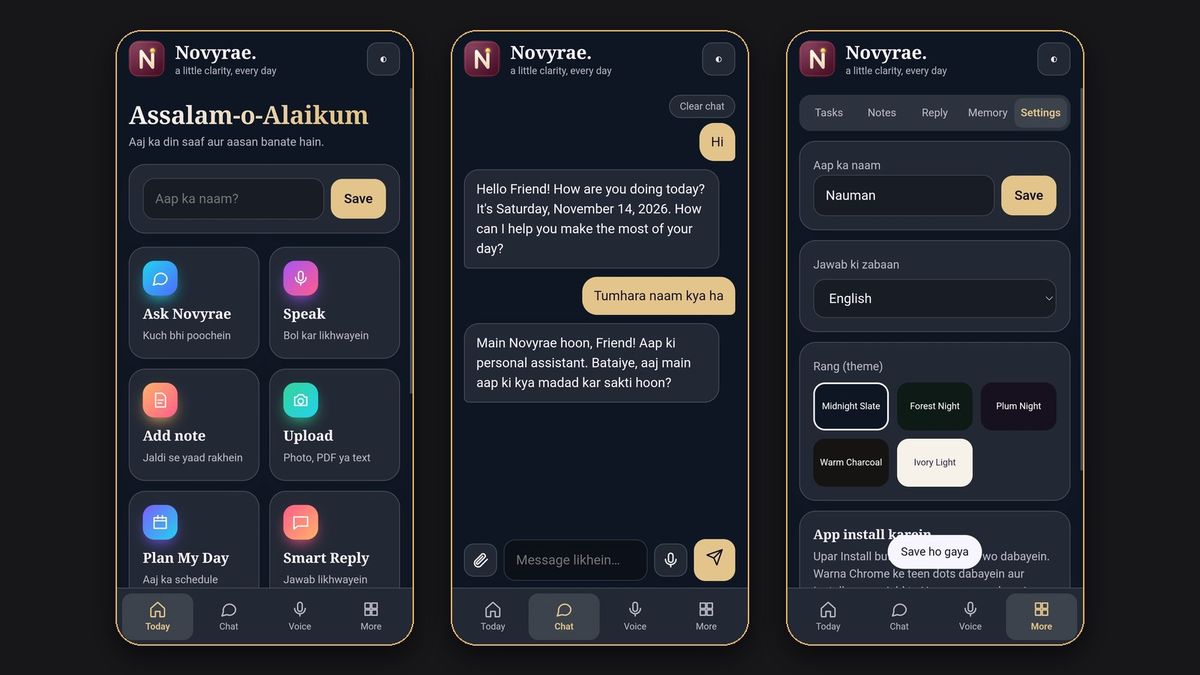 Novyrae.
a little clarity, every day
Assalam-o-Alaikum
Aaj ka din saaf aur aasan banate hain.
Aap ka naam?
Save
Ask Novyrae
Kuch bhi poochein
Speak
Bol kar likhwayein
Add note
Jaldi se yaad rakhein
Upload
Photo, PDF ya text
Plan My Day
Aaj ka schedule
Smart Reply
Jawab likhwayein
Today
Chat
Voice
More
Novyrae.
a little clarity, every day
Clear chat
Hi
Hello Friend! How are you doing today?
It's Saturday, November 14, 2026. How
can I help you make the most of your
day?
Tumhara naam kya ha
Main Novyrae hoon, Friend! Aap ki
personal assistant. Bataiye, aaj main
aap ki kya madad kar sakti hoon?
Message likhein...
Today
Chat
Voice
More
Novyrae.
a little clarity, every day
Tasks
Notes
Reply
Memory
Settings
Aap ka naam
Nauman
Save
Jawab ki zabaan
English
Rang (theme)
Midnight Slate
Forest Night
Plum Night
Warm Charcoal
Ivory Light
App install karein
Upar Install bu wo dabayein.
Save ho gaya
Warna Chrome ke teen dots dabayein aur
Today
Chat
Voice
More